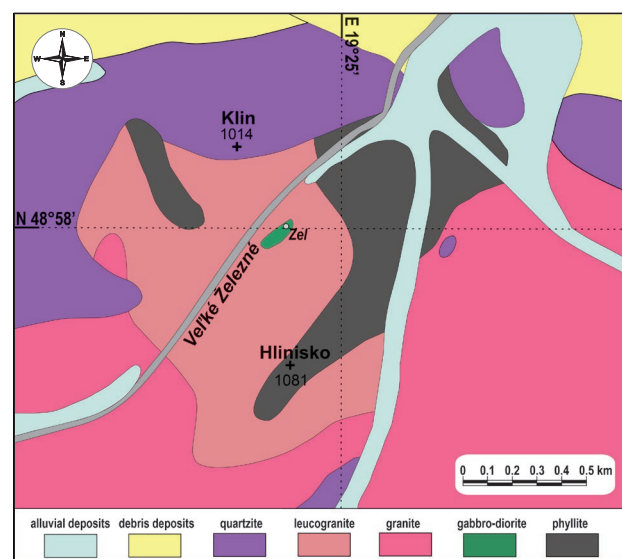 N
W E
S
E 19°25'
Klin
1014
N 48°58'
Zel
Veľké Železné
Hlinisko
1081
0 0.1 0.2 0.3 0.4 0.5 km
alluvial deposits debris deposits quartzite leucogranite granite gabbro-diorite phyllite